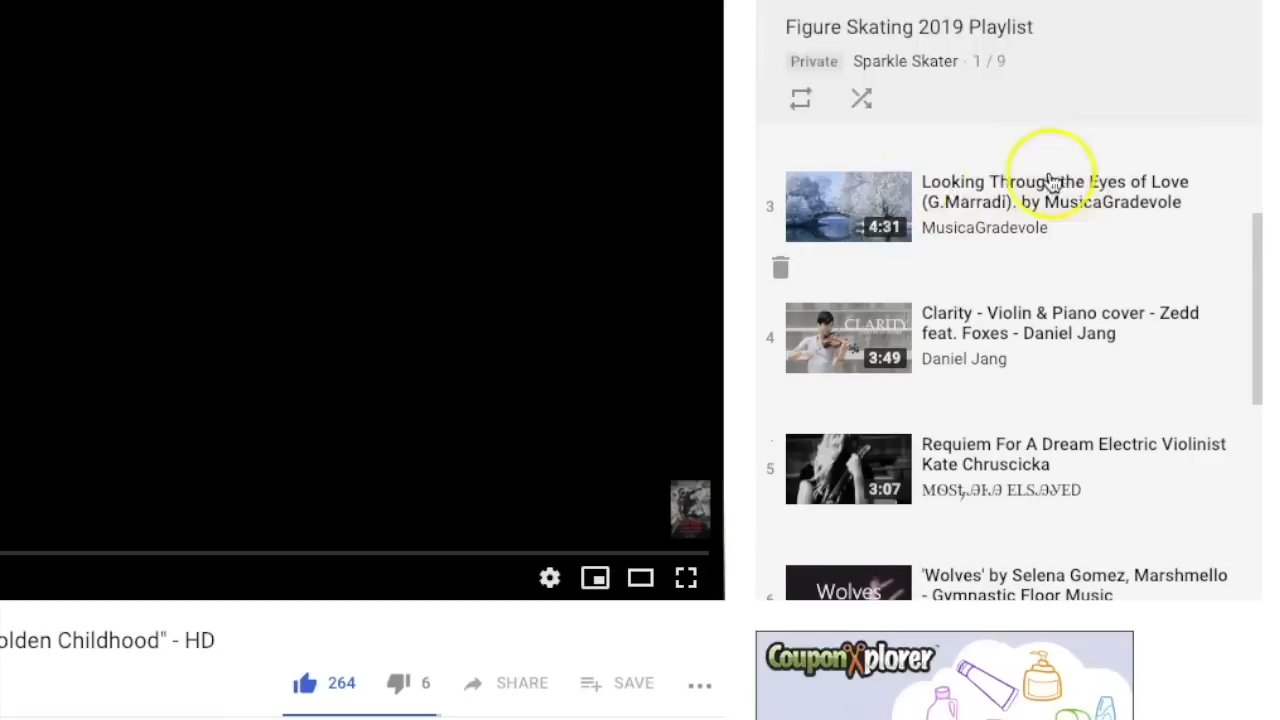 Figure Skating 2019 Playlist
Private Sparkle Skater · 1 / 9
3
Looking Through the Eyes of Love
(G.Marradi). by MusicaGradevole
MusicaGradevole
4:31
4
CLARITY
3:49
Clarity - Violin & Piano cover - Zedd
feat. Foxes - Daniel Jang
Daniel Jang
5
3:07
Requiem For A Dream Electric Violinist
Kate Chruscicka
Wolves
'Wolves' by Selena Gomez, Marshmello
- Gymnastic Floor Music
olden Childhood" - HD
264 6 SHARE SAVE
CouponXplorer